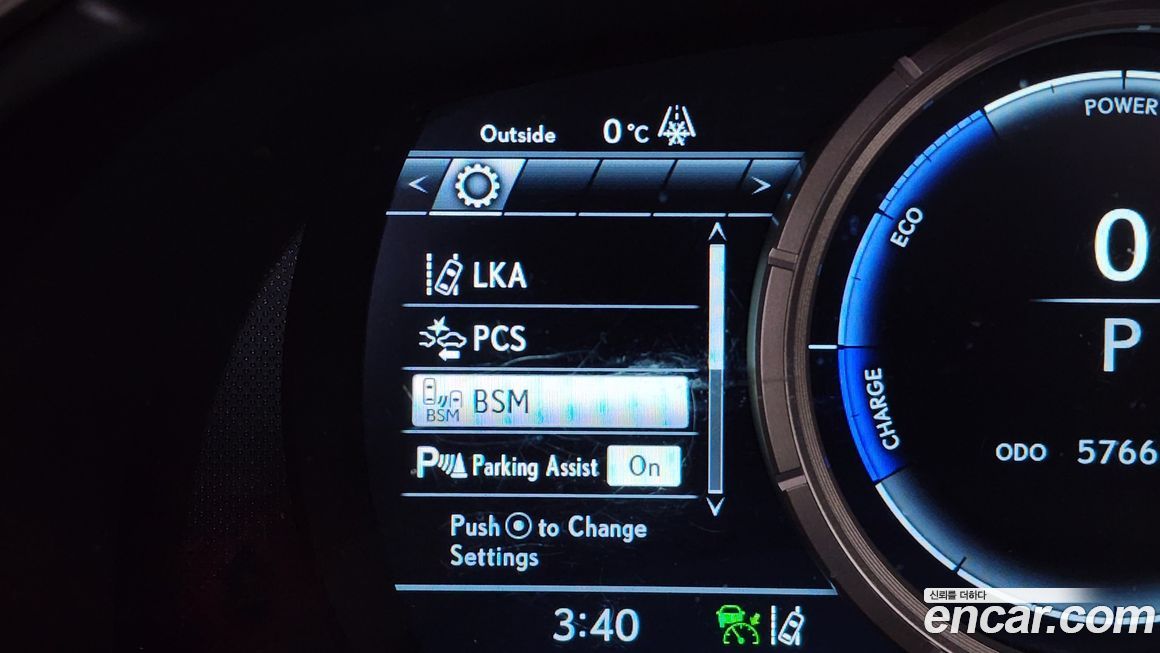 Outside 0°C
LKA
PCS
BSM BSM
P Parking Assist On
Push to Change
Settings
3:40
POWER
ECO
CHARGE
0
P
ODO 5766
신뢰를 더하다
encar.com